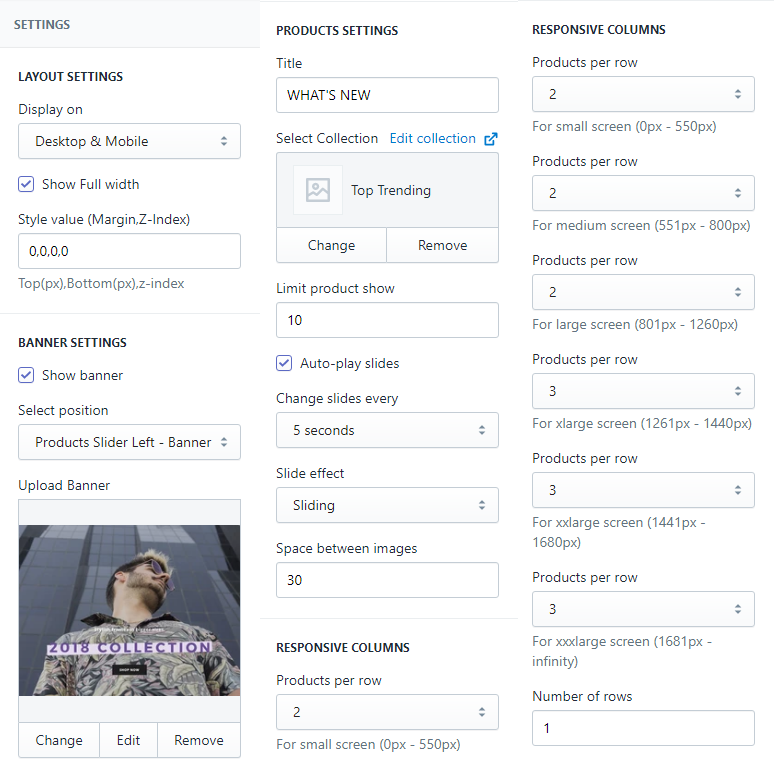 SETTINGS
LAYOUT SETTINGS
Display on
Desktop & Mobile
Show Full width
Style value (Margin,Z-Index)
0,0,0,0
Top(px),Bottom(px),z-index
BANNER SETTINGS
Show banner
Select position
Products Slider Left - Banner
Upload Banner
2018 COLLECTION
SHOP NOW
Change Edit Remove
PRODUCTS SETTINGS
Title
WHAT'S NEW
Select Collection Edit collection
Top Trending
Change Remove
Limit product show
10
Auto-play slides
Change slides every
5 seconds
Slide effect
Sliding
Space between images
30
RESPONSIVE COLUMNS
Products per row
2
For small screen (0px - 550px)
RESPONSIVE COLUMNS
Products per row
2
For small screen (0px - 550px)
Products per row
2
For medium screen (551px - 800px)
Products per row
2
For large screen (801px - 1260px)
Products per row
3
For xlarge screen (1261px - 1440px)
Products per row
3
For xxlarge screen (1441px -
1680px)
Products per row
3
For xxxlarge screen (1681px -
infinity)
Number of rows
1